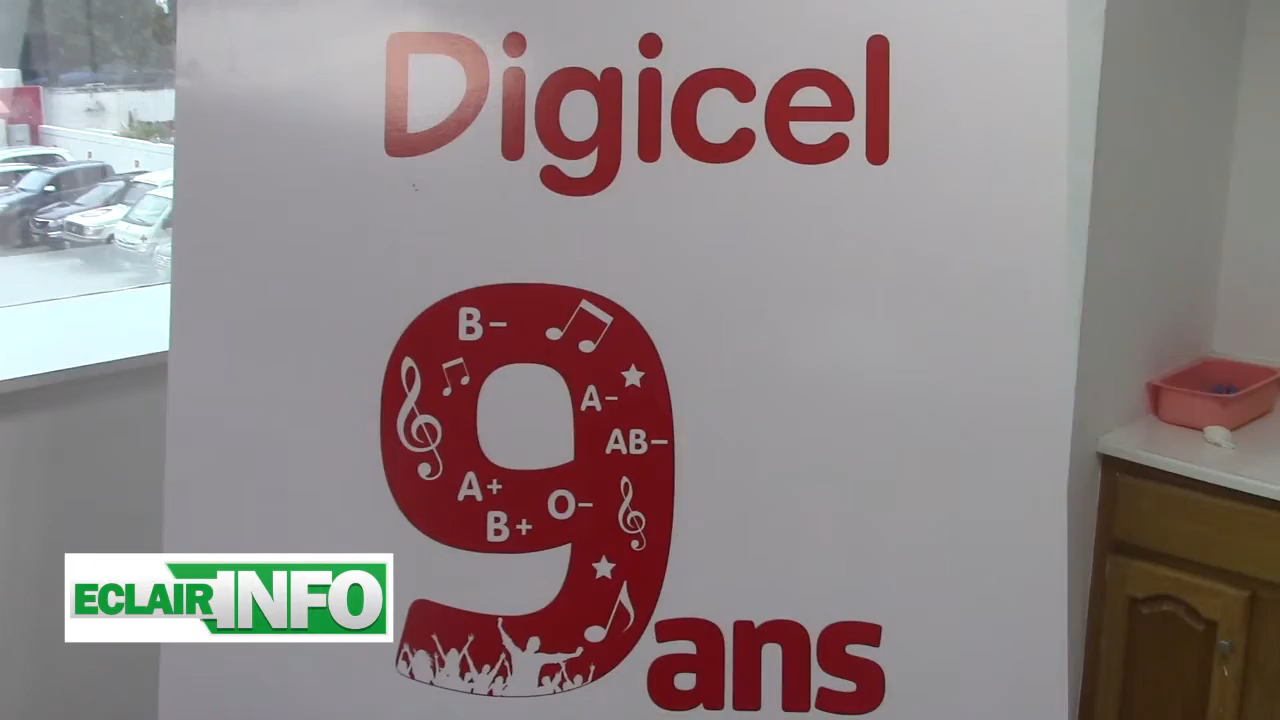 Digicel
B-
A-
AB-
A+
O-
B+
9 ans
ECLAIR INFO